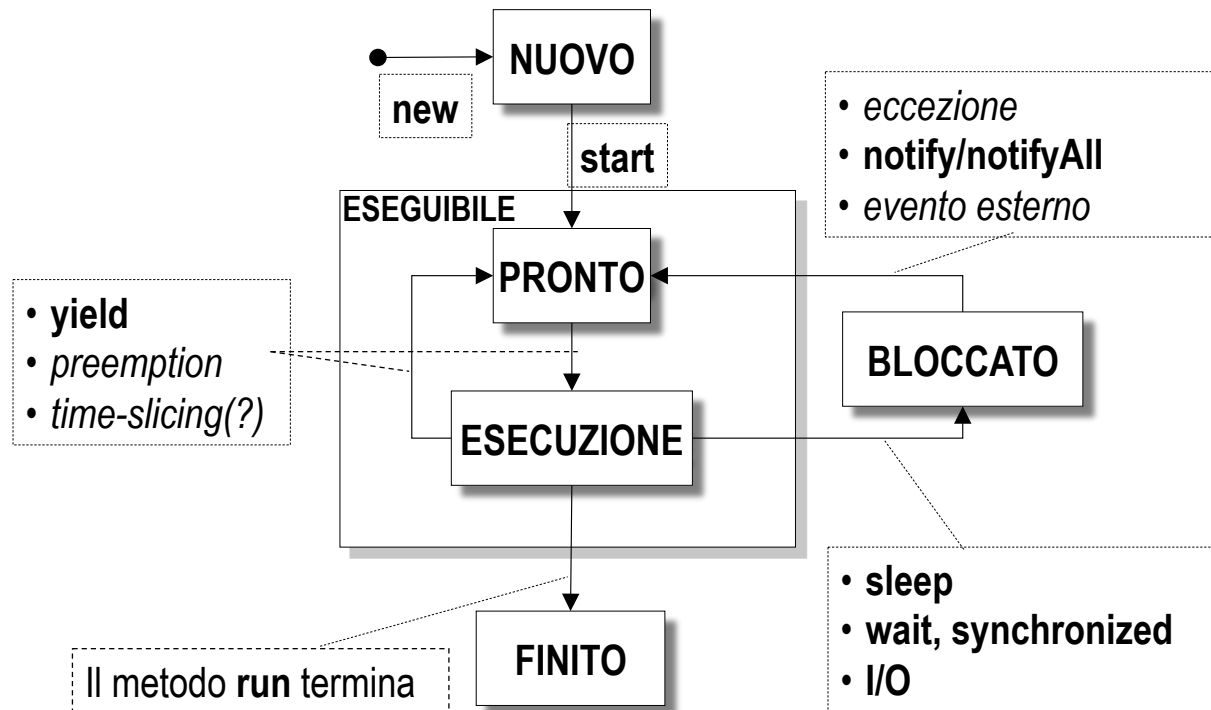 NUOVO
new
start
• eccezione
• notify/notifyAll
• evento esterno
ESEGUIBILE
PRONTO
• yield
• preemption
• time-slicing(?)
BLOCCATO
ESECUZIONE
• sleep
• wait, synchronized
• I/O
FINITO
Il metodo run termina